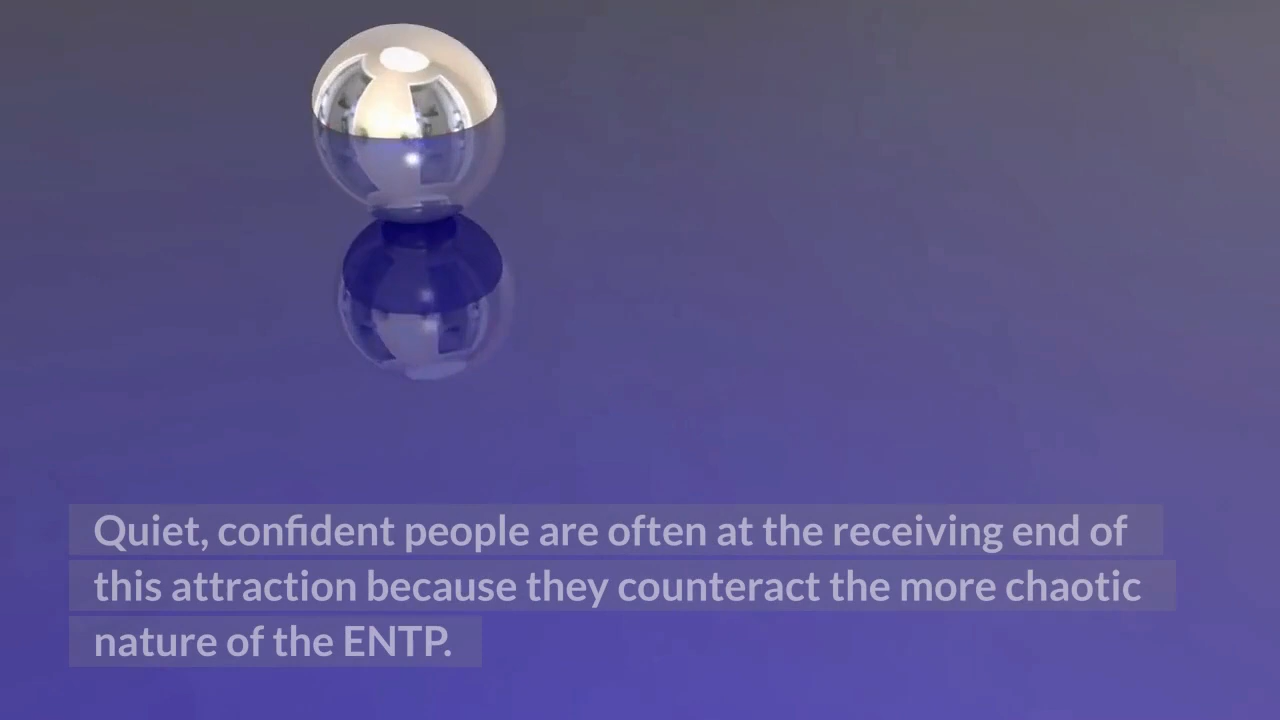 Quiet, confident people are often at the receiving end of
this attraction because they counteract the more chaotic
nature of the ENTP.